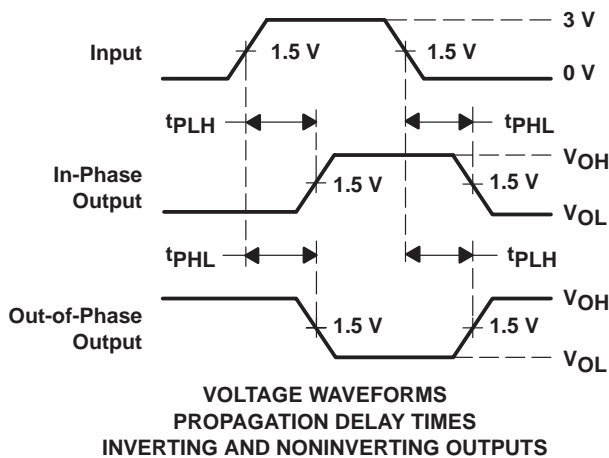 3 V
Input
1.5 V
1.5 V
0 V
tPLH
tPHL
In-Phase
Output
VOH
1.5 V
1.5 V
VOL
tPHL
tPLH
Out-of-Phase
Output
VOH
1.5 V
1.5 V
VOL
VOLTAGE WAVEFORMS
PROPAGATION DELAY TIMES
INVERTING AND NONINVERTING OUTPUTS